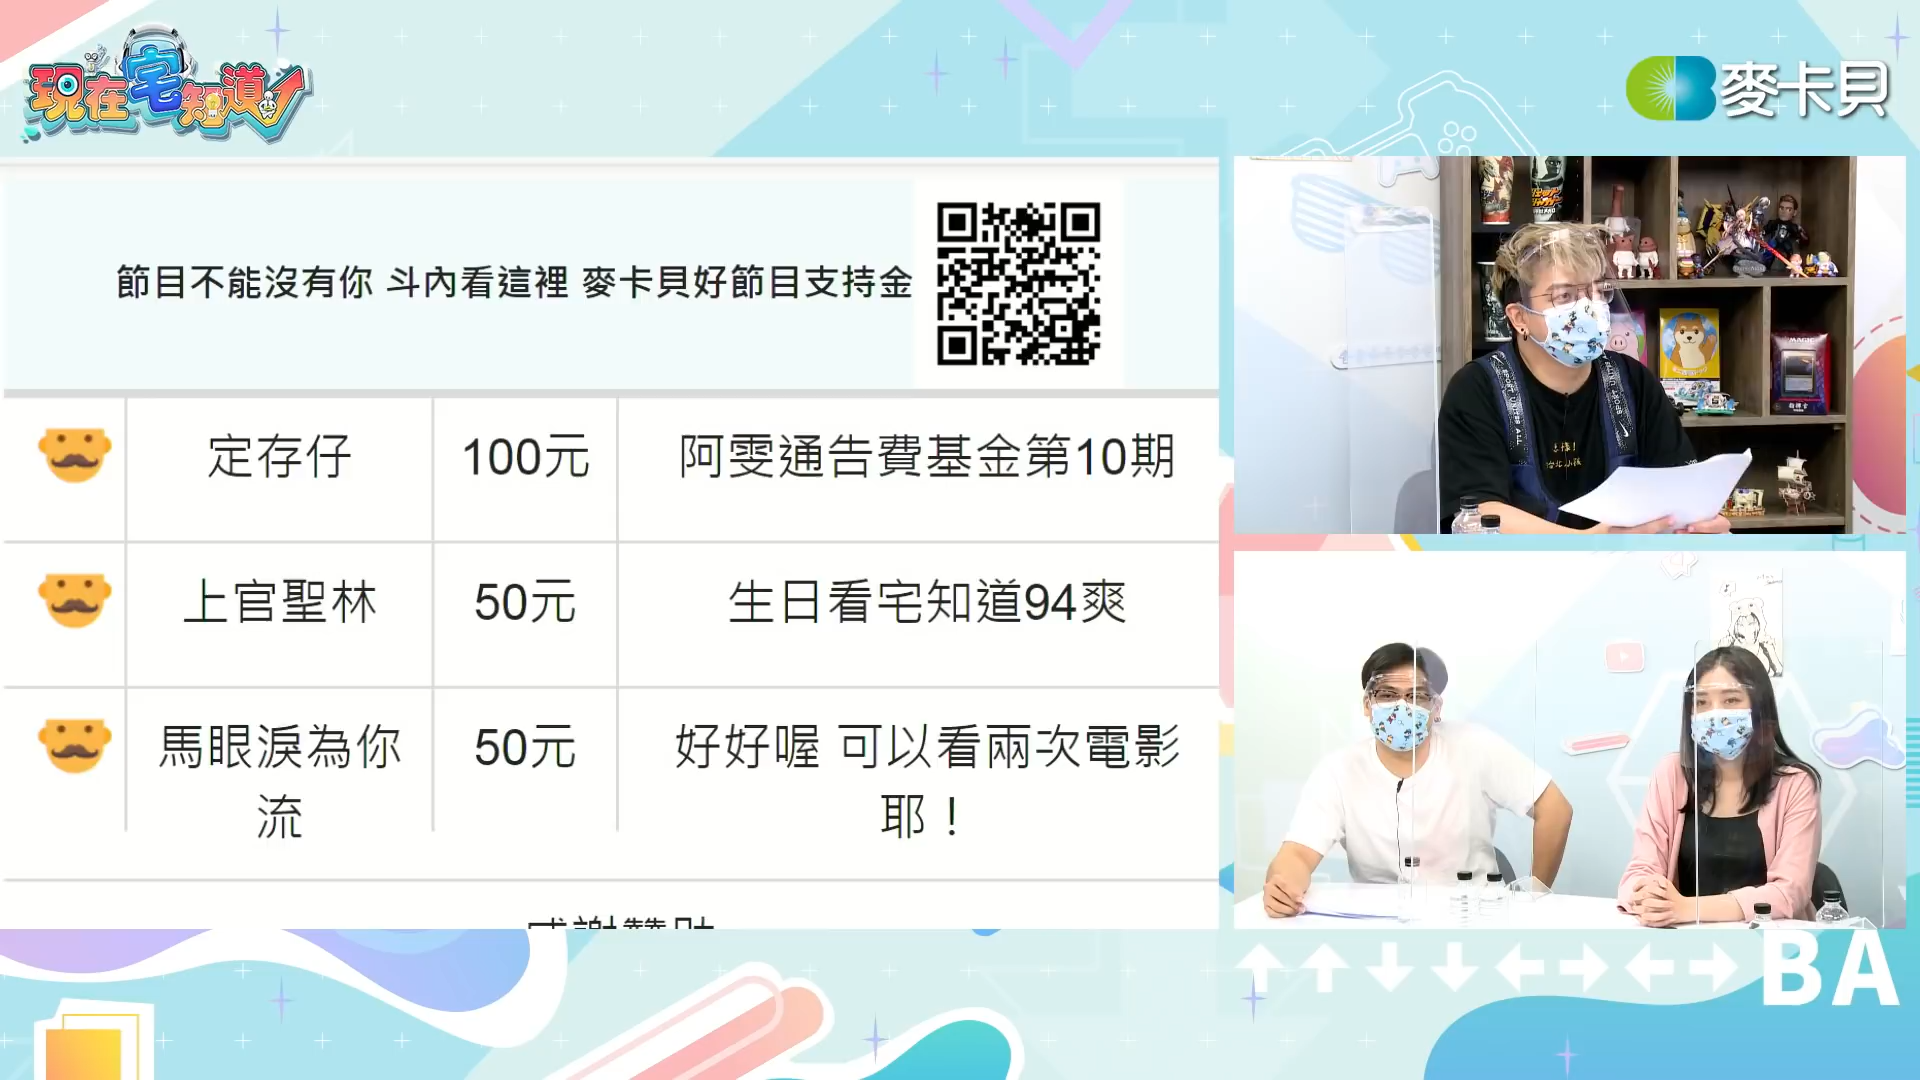 現在宅知道
麥卡貝
節目不能沒有你 斗內看這裡 麥卡貝好節目支持金
定存仔 100元 阿雯通告費基金第10期
上官聖林 50元 生日看宅知道94爽
馬眼淚為你
流
50元
好好喔 可以看兩次電影
耶！
MAGIC
↑↑↓↓←→←→BA